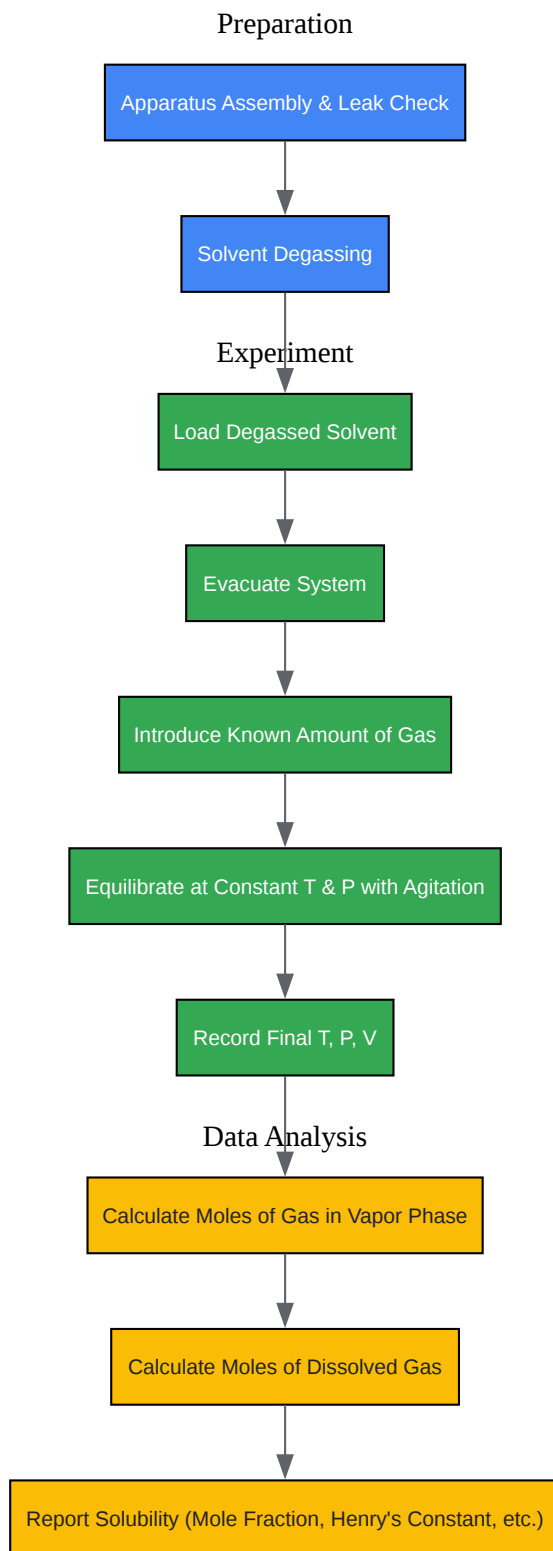 Preparation
Apparatus Assembly & Leak Check
Solvent Degassing
Experiment
Load Degassed Solvent
Evacuate System
Introduce Known Amount of Gas
Equilibrate at Constant T & P with Agitation
Record Final T, P, V
Data Analysis
Calculate Moles of Gas in Vapor Phase
Calculate Moles of Dissolved Gas
Report Solubility (Mole Fraction, Henry's Constant, etc.)